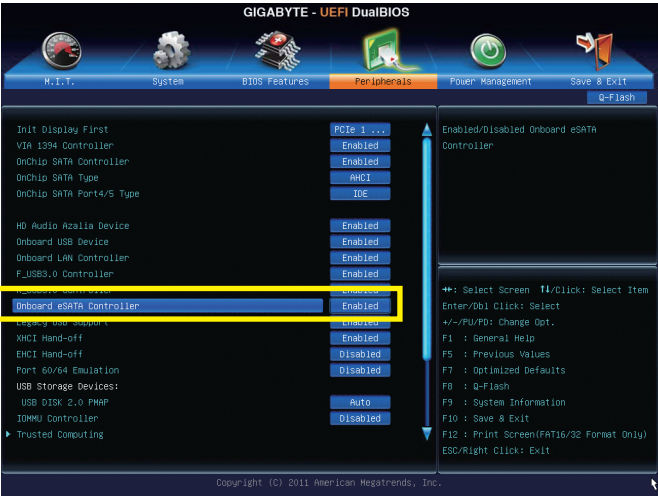 GIGABYTE - UEFI DualBIOS
M.I.T. System BIOS Features Peripherals Power Management Save & Exit
Q-Flash
Init Display First PCIe 1 ...
VIA 1394 Controller Enabled
OnChip SATA Controller Enabled
OnChip SATA Type AHCI
OnChip SATA Port4/5 Type IDE
HD Audio Azalia Device Enabled
Onboard USB Device Enabled
Onboard LAN Controller Enabled
F_USB3.0 Controller Enabled
R_USB3.0 Controller Enabled
Onboard eSATA Controller Enabled
Legacy USB Support Enabled
XHCI Hand-off Enabled
EHCI Hand-off Disabled
Port 60/64 Emulation Disabled
USB Storage Devices:
USB DISK 2.0 PMAP Auto
IOMMU Controller Disabled
Trusted Computing
Enabled/Disabled Onboard eSATA
Controller
↔: Select Screen ↑↓/Click: Select Item
Enter/Dbl Click: Select
+/-/PU/PD: Change Opt.
F1 : General Help
F5 : Previous Values
F7 : Optimized Defaults
F8 : Q-Flash
F9 : System Information
F10 : Save & Exit
F12 : Print Screen(FAT16/32 Format Only)
ESC/Right Click: Exit
Copyright (C) 2011 American Megatrends, Inc.